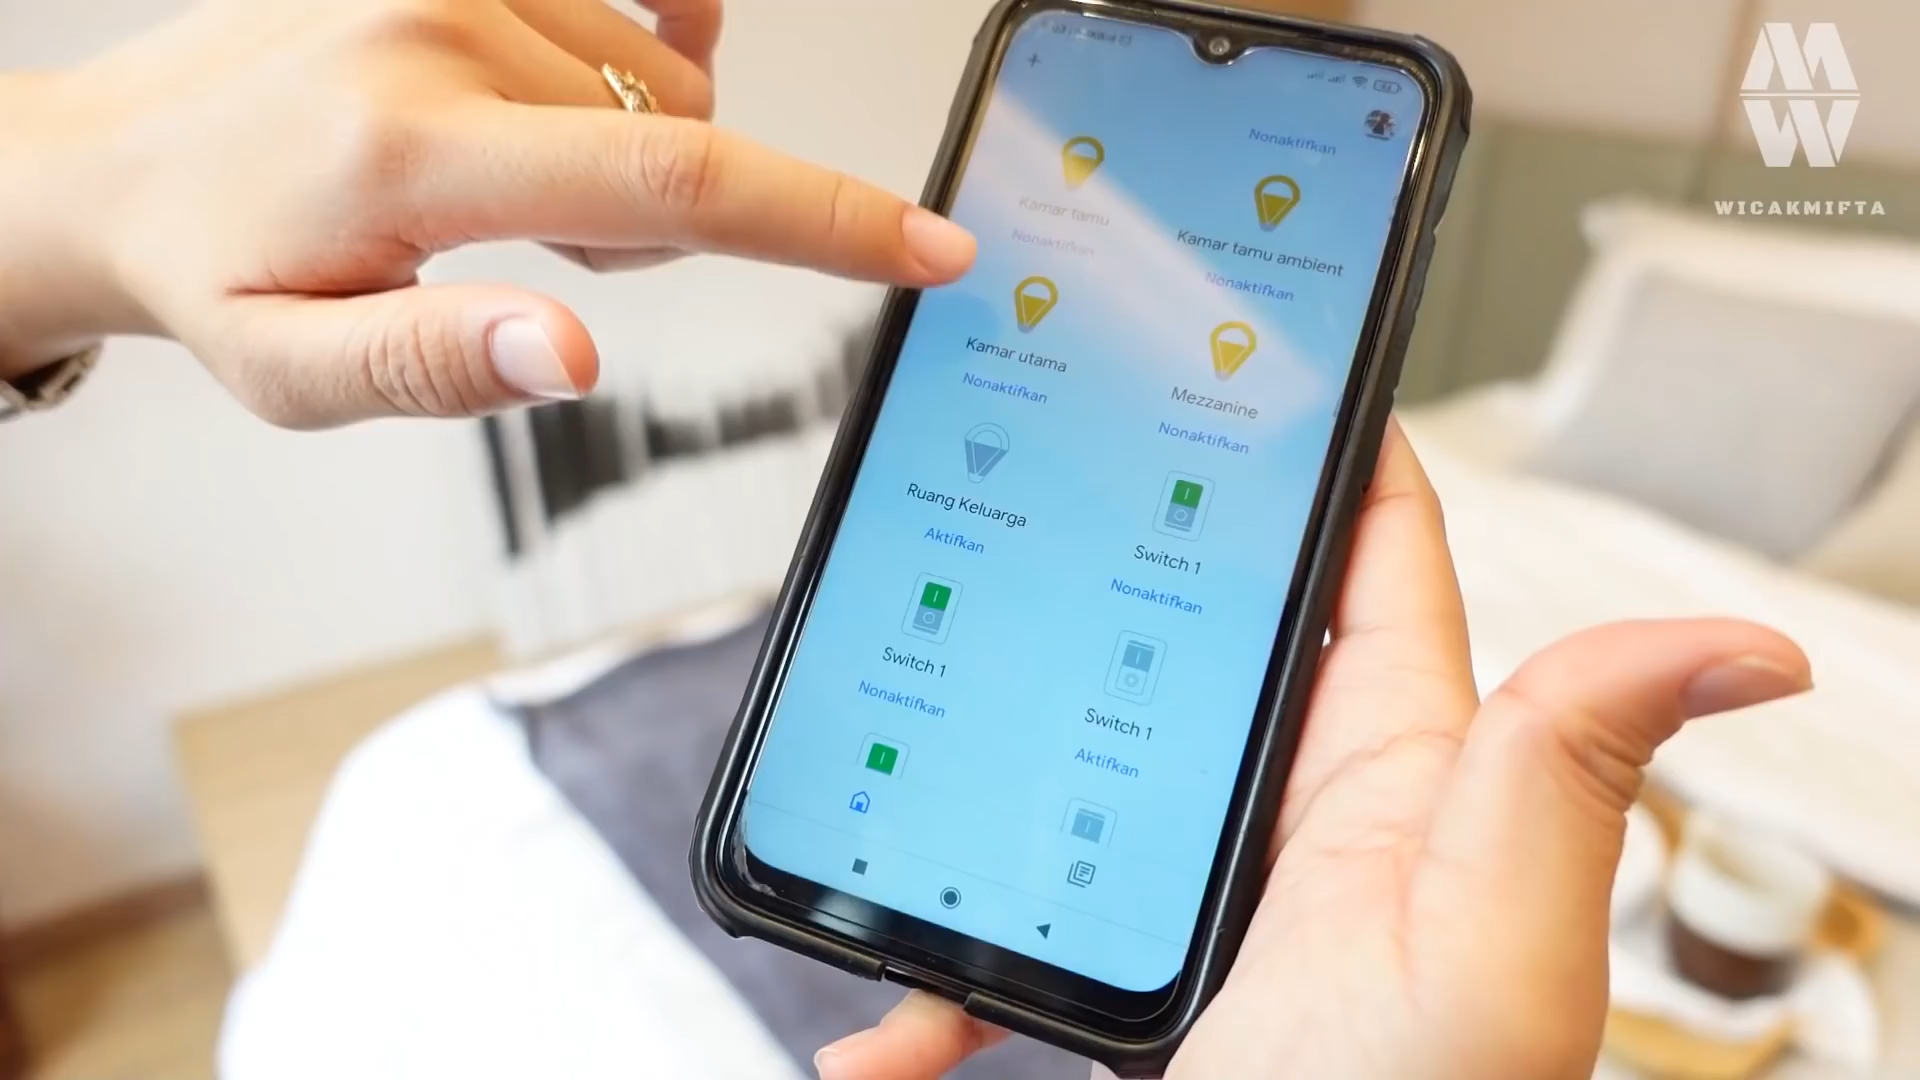 Nonaktifkan
Kamar tamu
Nonaktifkan
Kamar tamu ambient
Nonaktifkan
Kamar utama
Nonaktifkan
Mezzanine
Nonaktifkan
Ruang Keluarga
Aktifkan
Switch 1
Nonaktifkan
Switch 1
Nonaktifkan
Switch 1
Aktifkan
WICAKMIFTA